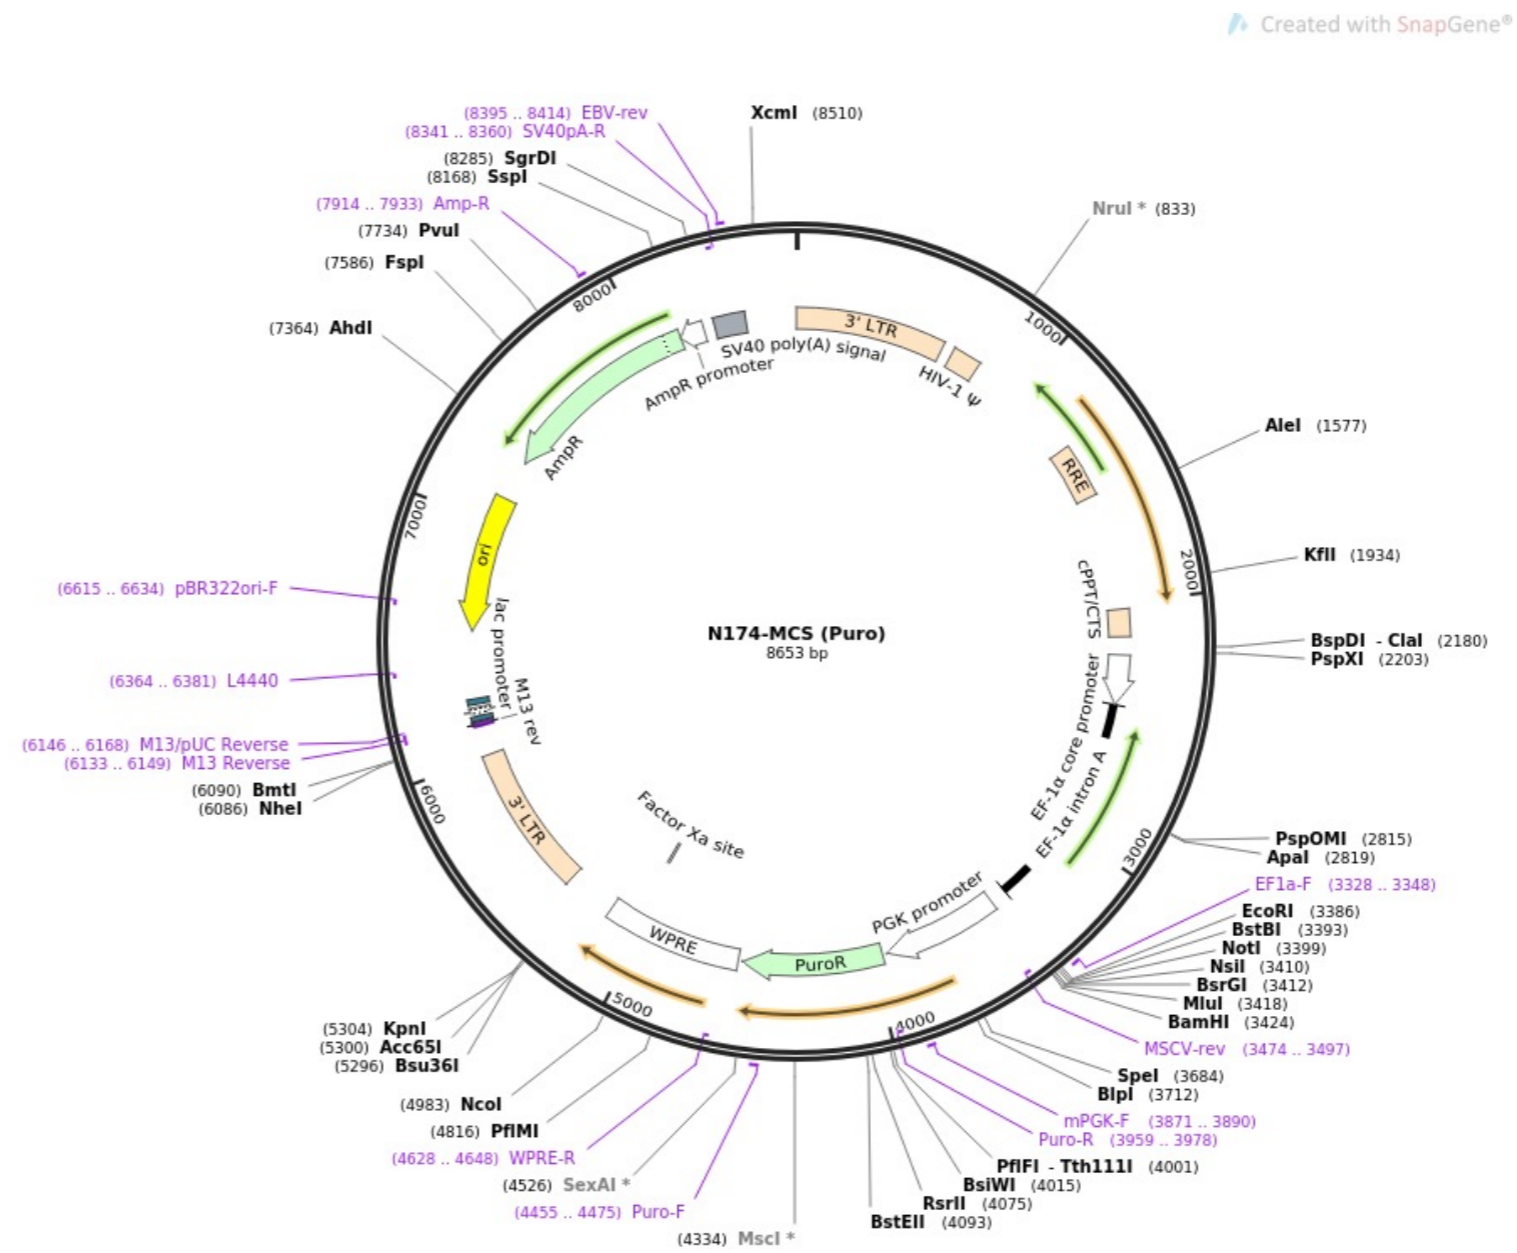 Created with SnapGene®
(8395 .. 8414) EBV-rev
(8341 .. 8360) SV40pA-R
(8285) SgrDI
(8168) SspI
(7914 .. 7933) Amp-R
(7734) PvuI
(7586) FspI
(7364) AhdI
XcmI (8510)
NruI * (833)
AleI (1577)
KflI (1934)
BspDI - ClaI (2180)
PspXI (2203)
PspOMI (2815)
ApaI (2819)
EF1a-F (3328 .. 3348)
EcoRI (3386)
BstBI (3393)
NotI (3399)
NsiI (3410)
BsrGI (3412)
MluI (3418)
BamHI (3424)
MSCV-rev (3474 .. 3497)
SpeI (3684)
BlpI (3712)
mPGK-F (3871 .. 3890)
Puro-R (3959 .. 3978)
PflFI - Tth111I (4001)
BsiWI (4015)
RsrII (4075)
BstEII (4093)
(4334) MscI *
(4455 .. 4475) Puro-F
(4526) SexAI *
(4628 .. 4648) WPRE-R
(4816) PflMI
(4983) NcoI
(5296) Bsu36I
(5300) Acc65I
(5304) KpnI
(6086) NheI
(6090) BmtI
(6133 .. 6149) M13 Reverse
(6146 .. 6168) M13/pUC Reverse
(6364 .. 6381) L4440
(6615 .. 6634) pBR322ori-F
1000
2000
3000
4000
5000
6000
7000
8000
3' LTR
HIV-1 Ψ
RRE
cPPT/CTS
EF-1α core promoter
EF-1α intron A
PGK promoter
PuroR
WPRE
Factor Xa site
3' LTR
M13 rev
lac promoter
ori
AmpR
AmpR promoter
SV40 poly(A) signal
N174-MCS (Puro)
8653 bp